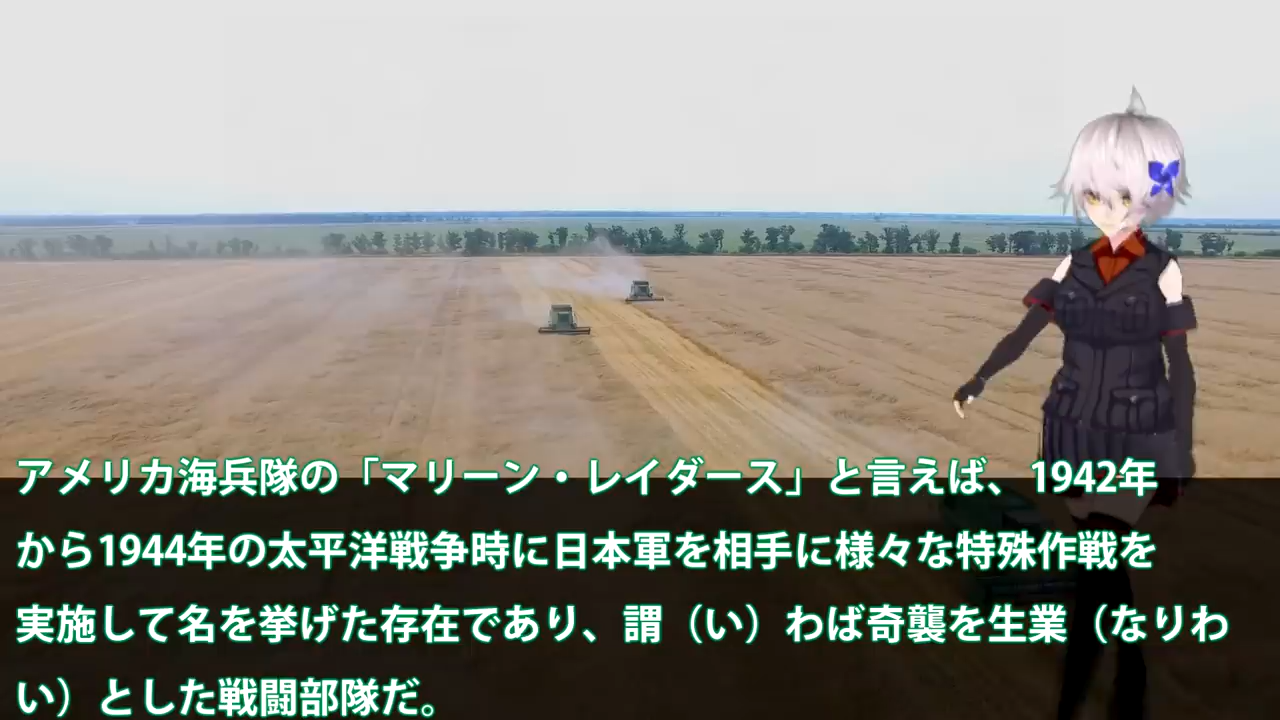 アメリカ海兵隊の「マリーン・レイダース」と言えば、1942年
から1944年の太平洋戦争時に日本軍を相手に様々な特殊作戦を
実施して名を挙げた存在であり、謂（い）わば奇襲を生業（なりわ
い）とした戦闘部隊だ。